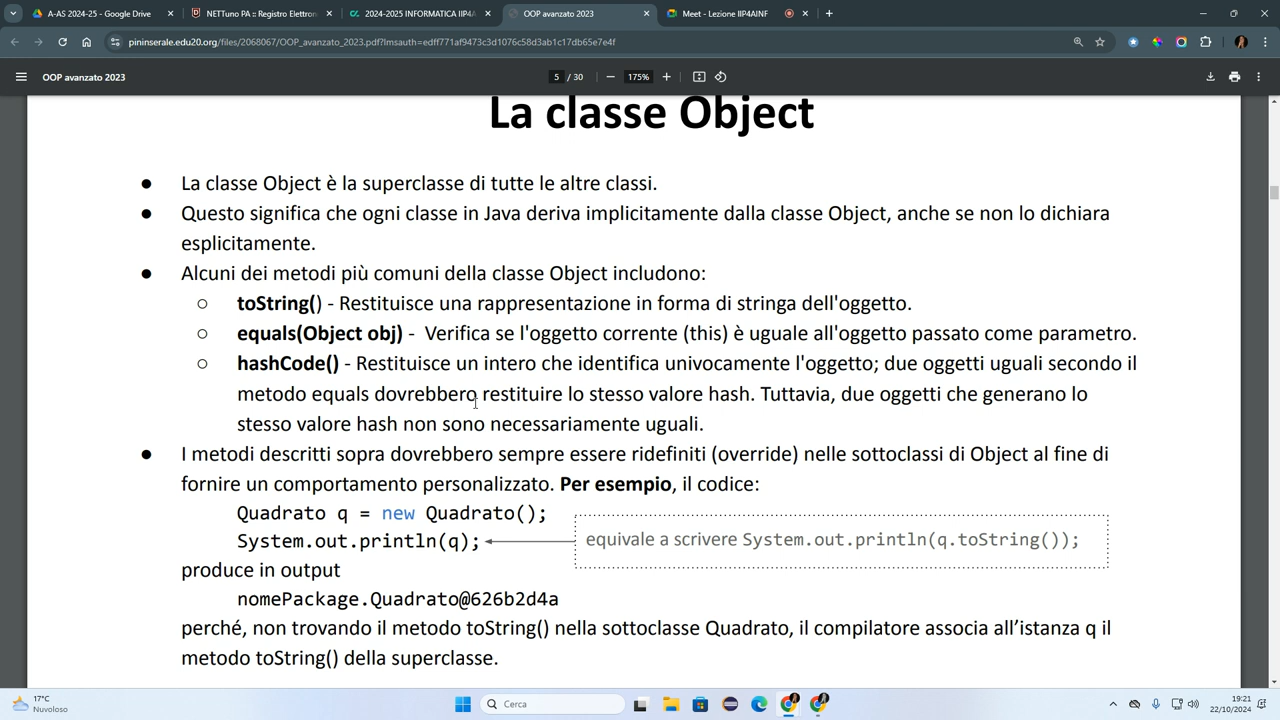 A-AS 2024-25 - Google Drive
NETTuno PA :: Registro Elettron
2024-2025 INFORMATICA IIP4A
OOP avanzato 2023
Meet - Lezione IIP4AINF
pininserale.edu20.org/files/2068067/OOP_avanzato_2023.pdf?lmsauth=edff771af9473c3d1076c58d3ab1c17db65e7e4f
OOP avanzato 2023
5 / 30
175%
La classe Object
● La classe Object è la superclasse di tutte le altre classi.
● Questo significa che ogni classe in Java deriva implicitamente dalla classe Object, anche se non lo dichiara
esplicitamente.
● Alcuni dei metodi più comuni della classe Object includono:
○ toString() - Restituisce una rappresentazione in forma di stringa dell'oggetto.
○ equals(Object obj) - Verifica se l'oggetto corrente (this) è uguale all'oggetto passato come parametro.
○ hashCode() - Restituisce un intero che identifica univocamente l'oggetto; due oggetti uguali secondo il
metodo equals dovrebbero restituire lo stesso valore hash. Tuttavia, due oggetti che generano lo
stesso valore hash non sono necessariamente uguali.
● I metodi descritti sopra dovrebbero sempre essere ridefiniti (override) nelle sottoclassi di Object al fine di
fornire un comportamento personalizzato. Per esempio, il codice:
Quadrato q = new Quadrato();
System.out.println(q);
equivale a scrivere System.out.println(q.toString());
produce in output
nomePackage.Quadrato@626b2d4a
perché, non trovando il metodo toString() nella sottoclasse Quadrato, il compilatore associa all’istanza q il
metodo toString() della superclasse.
17°C
Nuvoloso
Cerca
19:21
22/10/2024